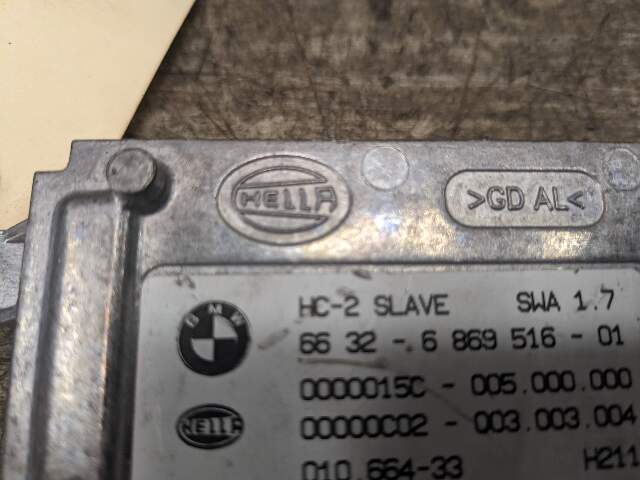 HELLA
>GD AL<
HC-2 SLAVE SWA 1.7
BMW
66 32 - 6 869 516 - 01
0000015C - 005.000.000
HELLA
00000C02 - 003.003.004
010.664-33 H211